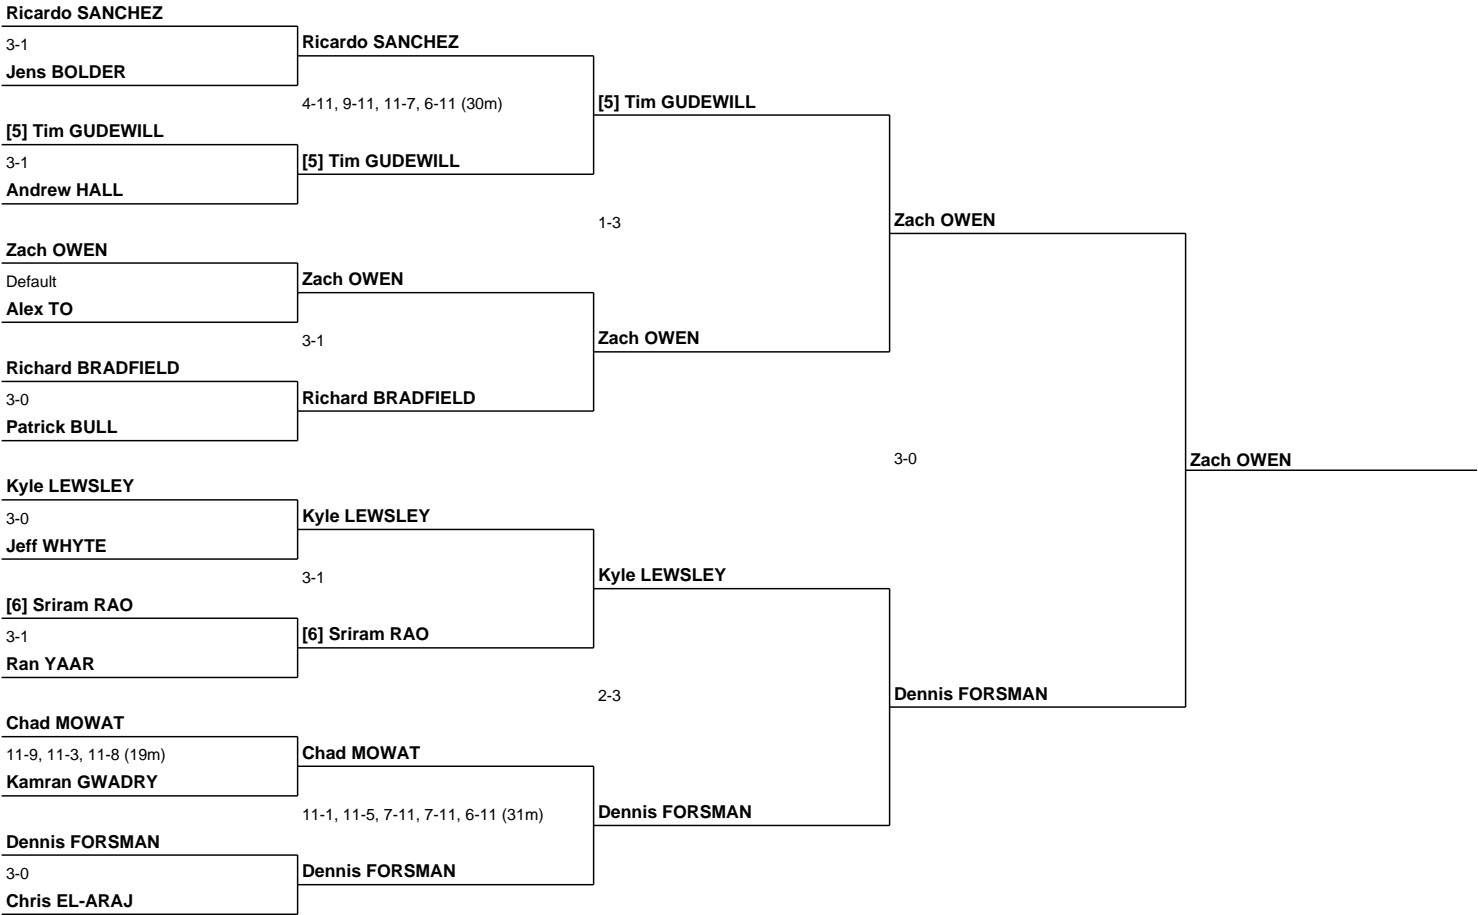 Ricardo SANCHEZ
3-1
Jens BOLDER
[5] Tim GUDEWILL
3-1
Andrew HALL
Zach OWEN
Default
Alex TO
Richard BRADFIELD
3-0
Patrick BULL
Kyle LEWSLEY
3-0
Jeff WHYTE
[6] Sriram RAO
3-1
Ran YAAR
Chad MOWAT
11-9, 11-3, 11-8 (19m)
Kamran GWADRY
Dennis FORSMAN
3-0
Chris EL-ARAJ
Ricardo SANCHEZ
4-11, 9-11, 11-7, 6-11 (30m)
[5] Tim GUDEWILL
Zach OWEN
3-1
Richard BRADFIELD
Kyle LEWSLEY
3-1
[6] Sriram RAO
Chad MOWAT
11-1, 11-5, 7-11, 7-11, 6-11 (31m)
Dennis FORSMAN
[5] Tim GUDEWILL
1-3
Zach OWEN
Kyle LEWSLEY
2-3
Dennis FORSMAN
Zach OWEN
3-0
Dennis FORSMAN
Zach OWEN